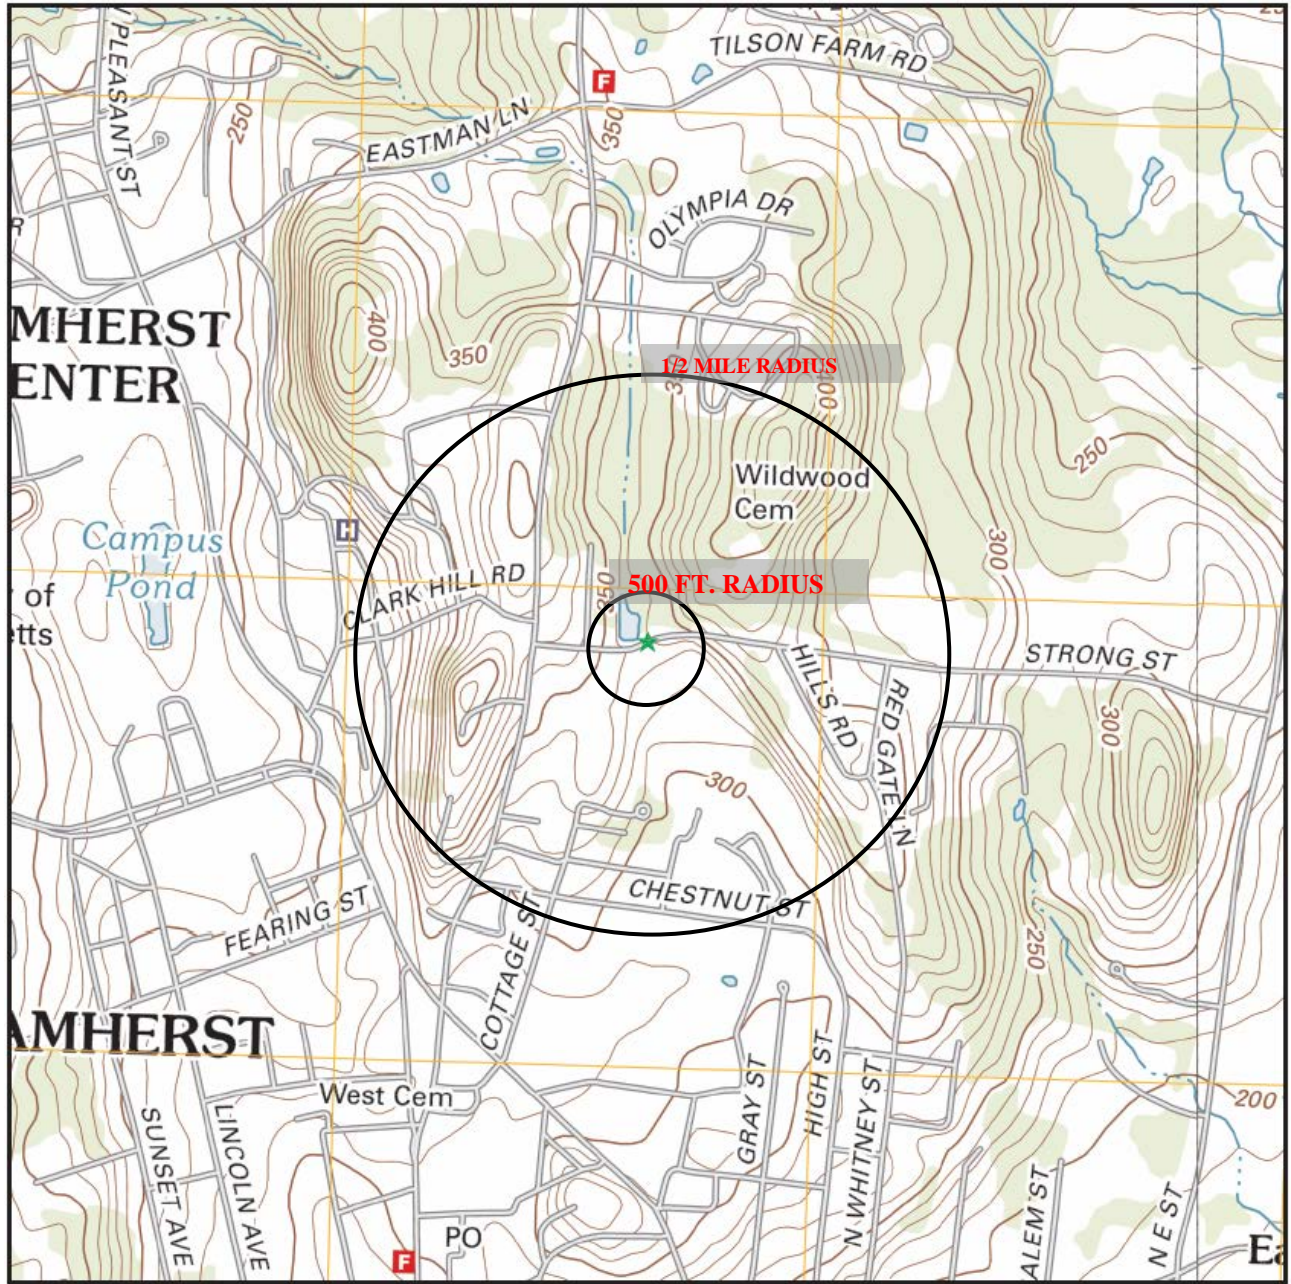 N PLEASANT ST
250
TILSON FARM RD
F
350
EASTMAN LN
OLYMPIA DR
R
MHERST
ENTER
400
350
1/2 MILE RADIUS
400
Wildwood
Cem
250
Campus
Pond
H
300
of
etts
CLARK HILL RD
350
500 FT. RADIUS
STRONG ST
HILLS RD
RED GATE LN
300
300
CHESTNUT ST
FEARING ST
COTTAGE ST
250
AMHERST
West Cem
GRAY ST
HIGH ST
N WHITNEY ST
200
SUNSET AVE
LINCOLN AVE
ALEM ST
N E ST
PO
F
Ea